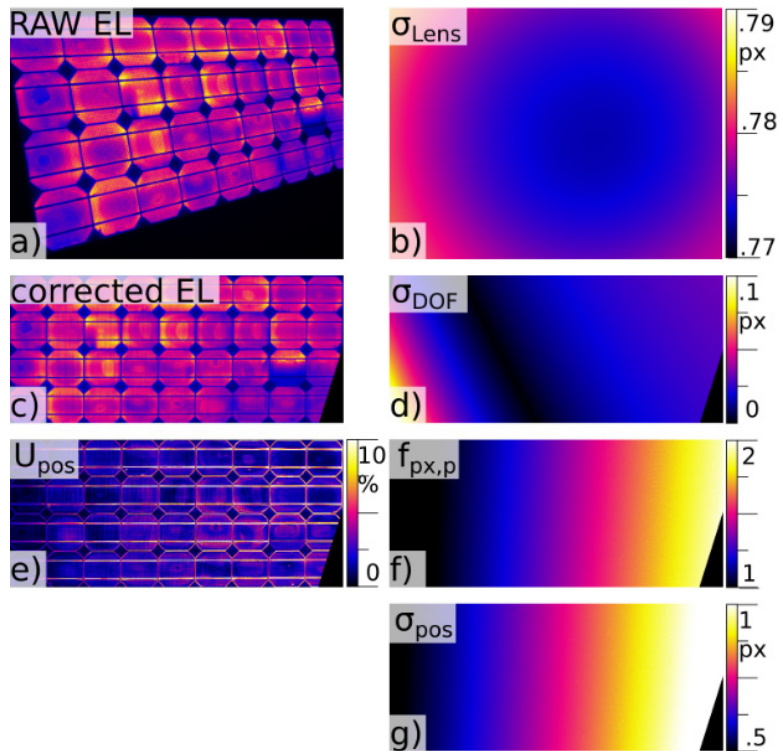 RAW EL
a)
σLens
b)
.79
px
.78
.77
corrected EL
c)
σDOF
d)
.1
px
0
Upos
e)
10
%
0
fpx,p
f)
2
1
σpos
g)
1
px
.5